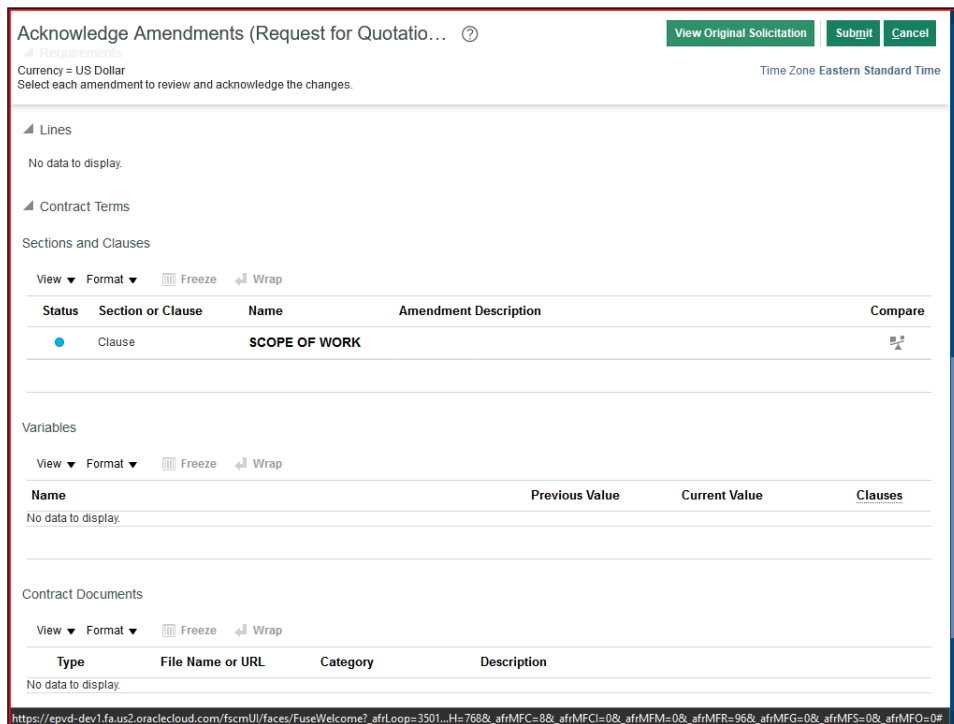 Acknowledge Amendments (Request for Quotatio...
View Original Solicitation
Submit
Cancel
Requirements
Currency = US Dollar
Time Zone Eastern Standard Time
Select each amendment to review and acknowledge the changes.
Lines
No data to display.
Contract Terms
Sections and Clauses
View Format Freeze Wrap
Status Section or Clause Name Amendment Description Compare
Clause SCOPE OF WORK
Variables
View Format Freeze Wrap
Name Previous Value Current Value Clauses
No data to display.
Contract Documents
View Format Freeze Wrap
Type File Name or URL Category Description
No data to display.
https://epvd-dev1.fa.us2.oraclecloud.com/fscmUI/faces/FuseWelcome?_afrLoop=3501...H=768&_afrMFC=8&_afrMFCI=0&_afrMFM=0&_afrMFR=96&_afrMFG=0&_afrMFS=0&_afrMFO=0#